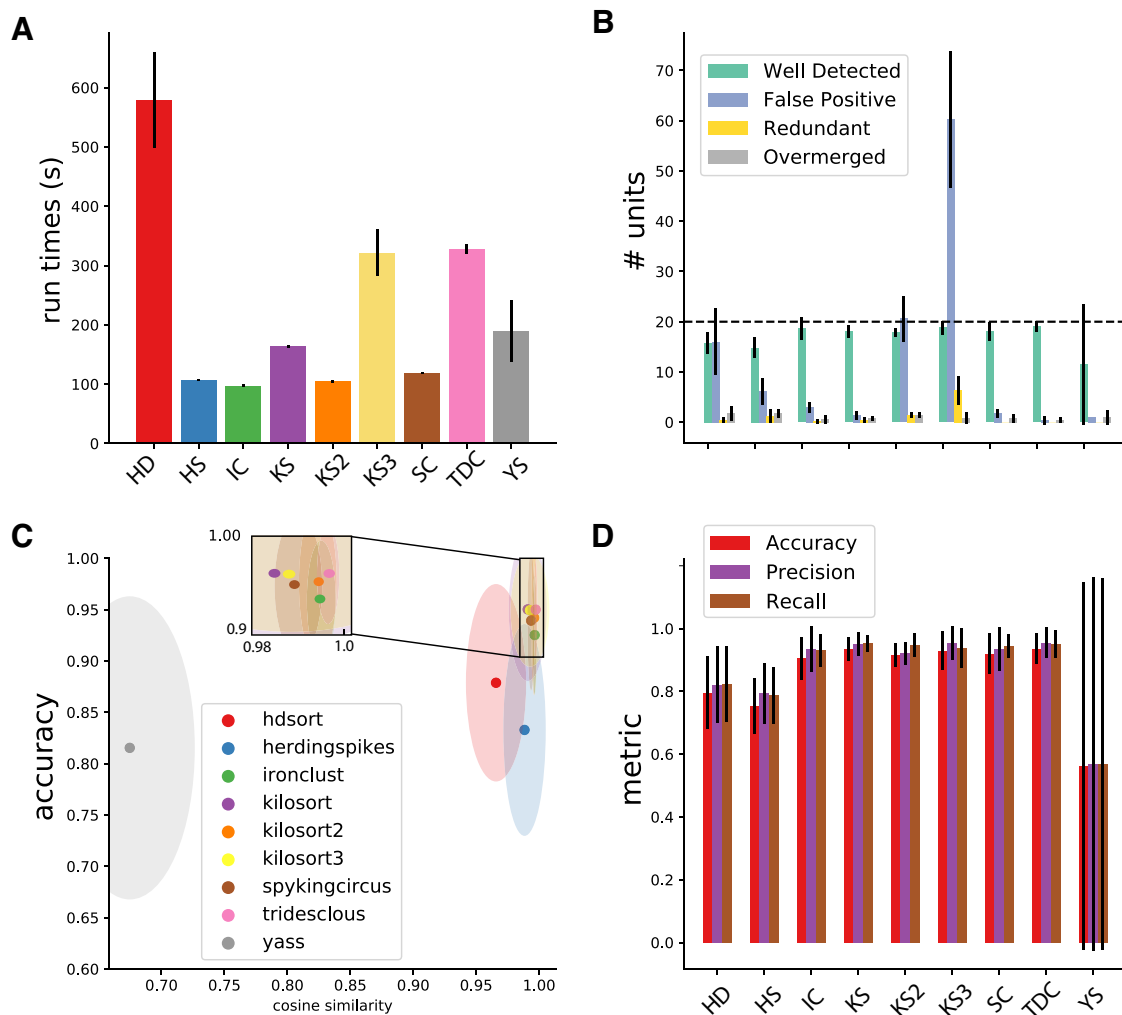 A
run times (s)
600
500
400
300
200
100
0
HD HS IC KS KS2 KS3 SC TDC YS
B
# units
70
60
50
40
30
20
10
0
Well Detected
False Positive
Redundant
Overmerged
C
accuracy
1.00
0.95
0.90
0.85
0.80
0.75
0.70
0.65
0.60
1.00
0.9
0.98 1.0
hdsort
herdingspikes
ironclust
kilosort
kilosort2
kilosort3
spykingcircus
tridesclous
yass
0.70 0.75 0.80 0.85 0.90 0.95 1.00
cosine similarity
D
Accuracy
Precision
Recall
metric
1.0
0.8
0.6
0.4
0.2
0.0
HD HS IC KS KS2 KS3 SC TDC YS